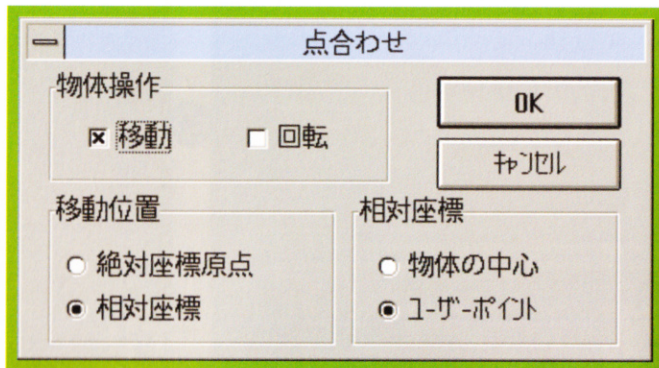 点合わせ
物体操作
移動
回転
OK
ｷｬﾝｾﾙ
移動位置
絶対座標原点
相対座標
相対座標
物体の中心
ﾕｰｻﾞｰﾎﾟｲﾝﾄ